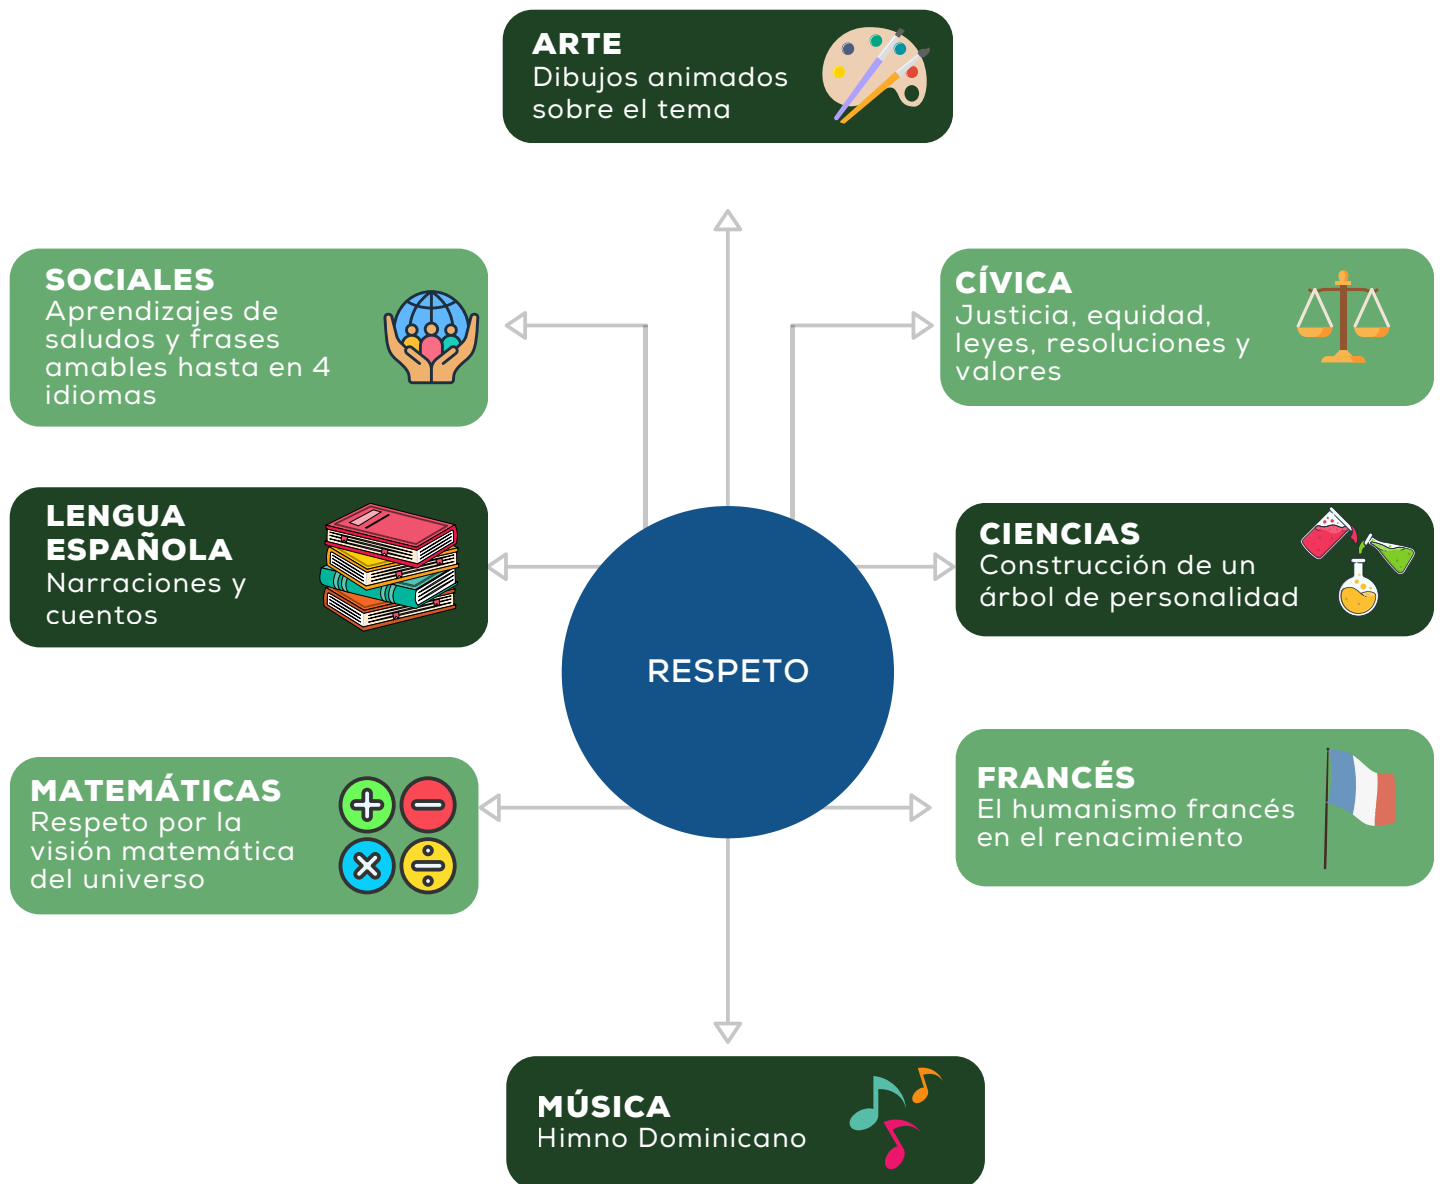 ARTE
Dibujos animados
sobre el tema
SOCIALES
Aprendizajes de
saludos y frases
amables hasta en 4
idiomas
CÍVICA
Justicia, equidad,
leyes, resoluciones y
valores
LENGUA
ESPAÑOLA
Narraciones y
cuentos
CIENCIAS
Construcción de un
árbol de personalidad
RESPETO
MATEMÁTICAS
Respeto por la
visión matemática
del universo
FRANCÉS
El humanismo francés
en el renacimiento
MÚSICA
Himno Dominicano